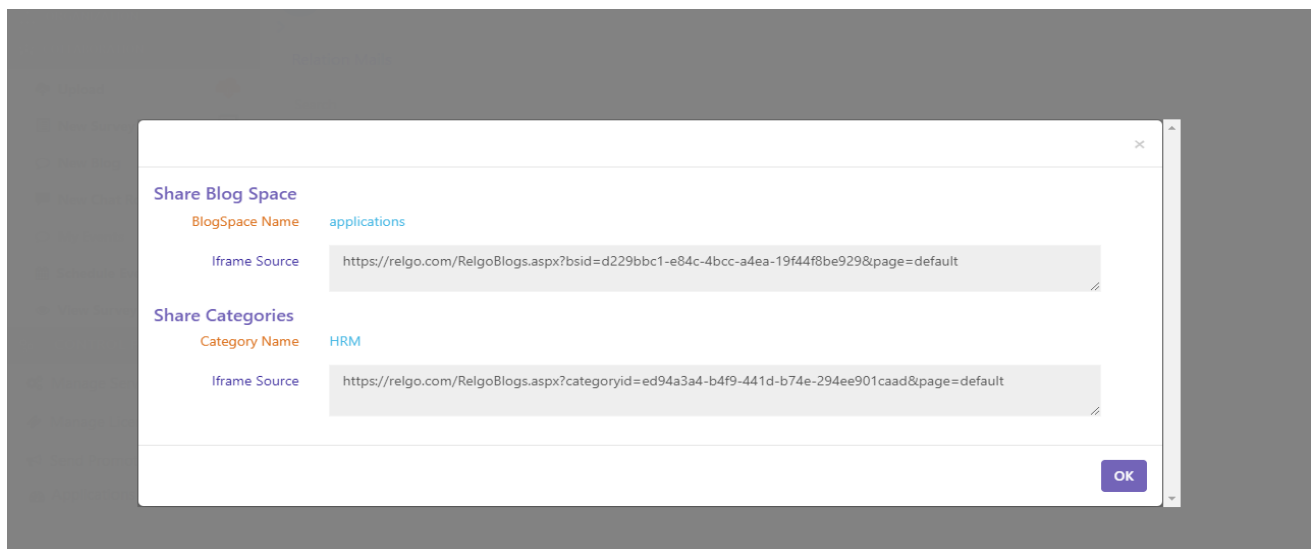 ×
Share Blog Space
BlogSpace Name applications
Iframe Source https://relgo.com/RelgoBlogs.aspx?bsid=d229bbc1-e84c-4bcc-a4ea-19f44f8be929&page=default
Share Categories
Category Name HRM
Iframe Source https://relgo.com/RelgoBlogs.aspx?categoryid=ed94a3a4-b4f9-441d-b74e-294ee901caad&page=default
OK